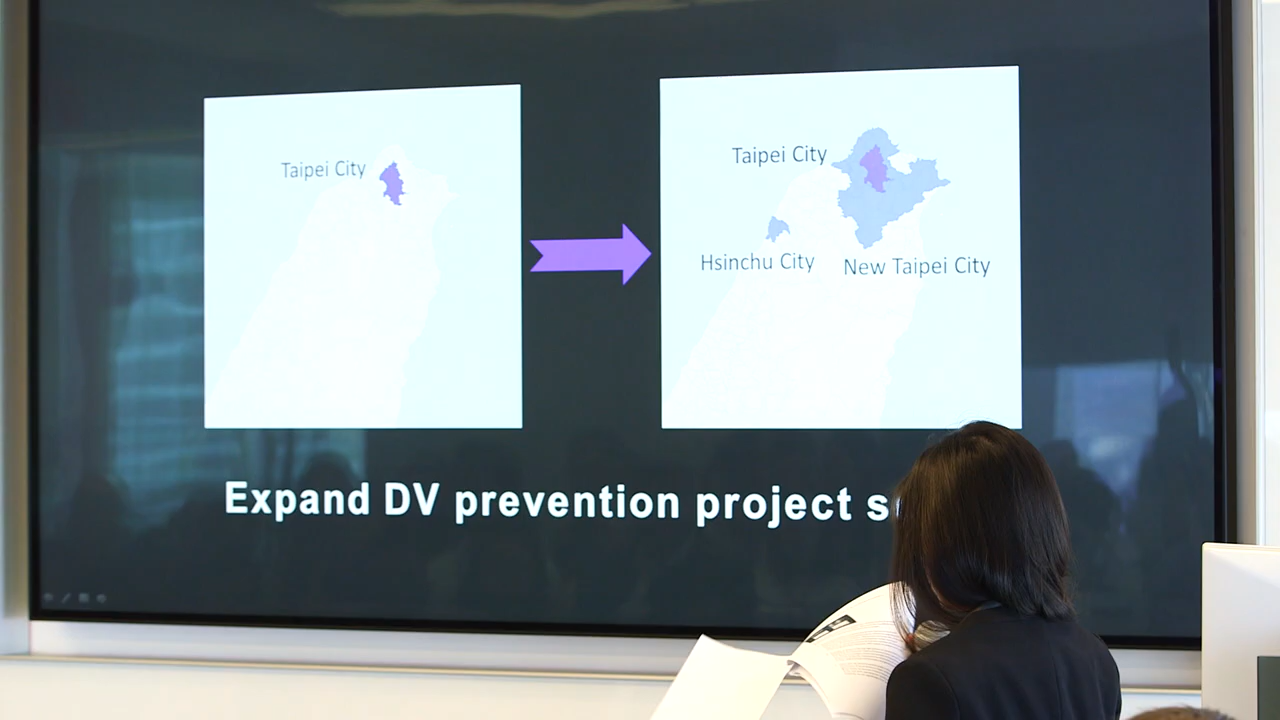 Taipei City
Taipei City
Hsinchu City
New Taipei City
Expand DV prevention project